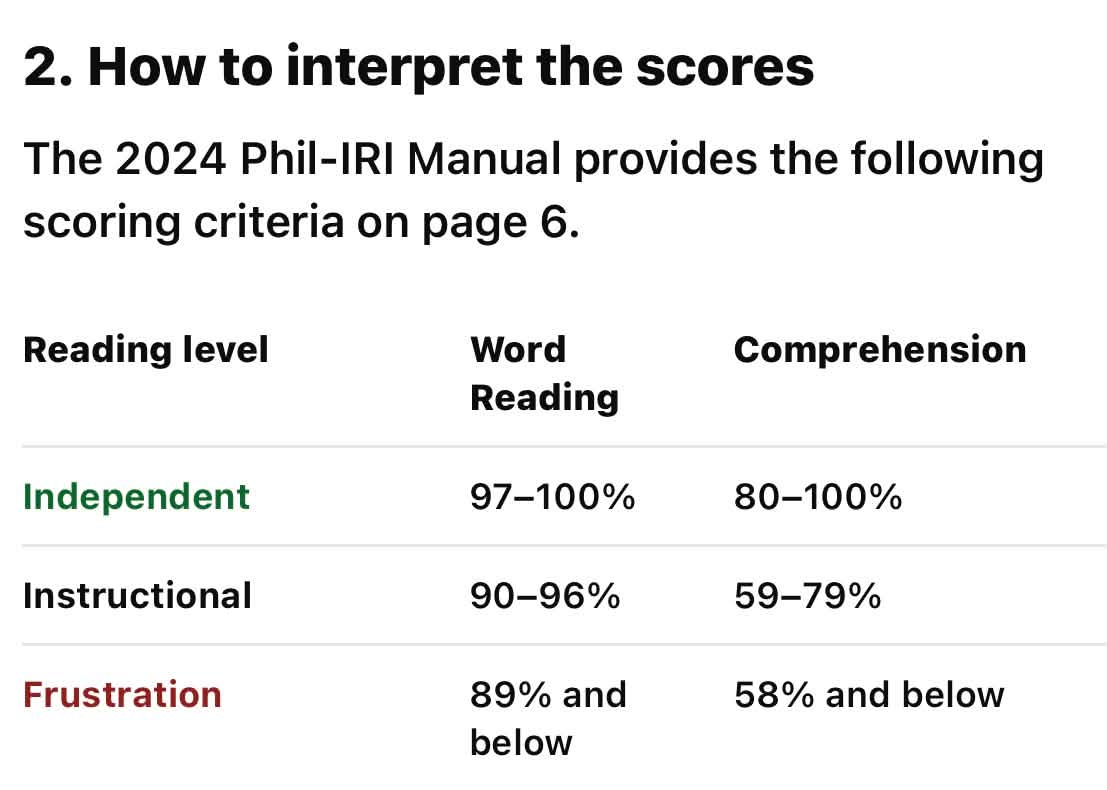 2. How to interpret the scores
The 2024 Phil-IRI Manual provides the following
scoring criteria on page 6.
Reading level Word Reading Comprehension
Independent 97–100% 80–100%
Instructional 90–96% 59–79%
Frustration 89% and below 58% and below